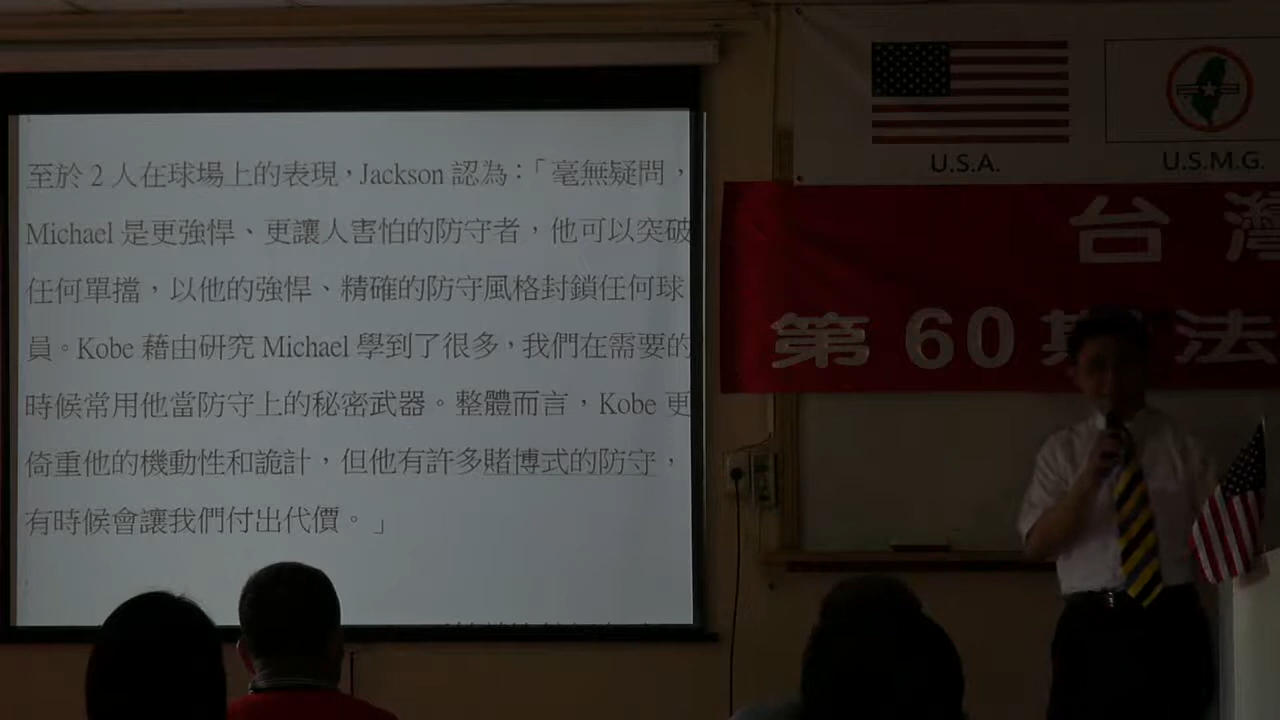 至於 2 人在球場上的表現，Jackson 認為：「毫無疑問，
Michael 是更強悍、更讓人害怕的防守者，他可以突破
任何單擋，以他的強悍、精確的防守風格封鎖任何球
員。Kobe 藉由研究 Michael 學到了很多，我們在需要的
時候常用他當防守上的秘密武器。整體而言，Kobe 更
倚重他的機動性和詭計，但他有許多賭博式的防守，
有時候會讓我們付出代價。」
U.S.A.
U.S.M.G.
台灣
第 60 期 法